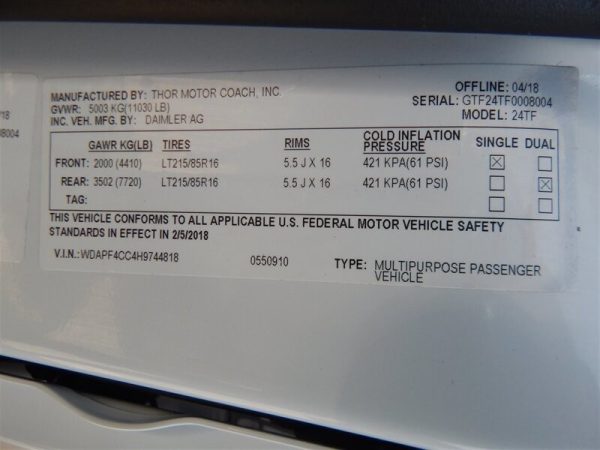 MANUFACTURED BY: THOR MOTOR COACH, INC.
OFFLINE: 04/18
GVWR: 5003 KG(11030 LB)
SERIAL: GTF24TF0008004
INC. VEH. MFG. BY: DAIMLER AG
MODEL: 24TF
GAWR KG(LB) TIRES RIMS COLD INFLATION PRESSURE SINGLE DUAL
FRONT: 2000 (4410) LT215/85R16 5.5 J X 16 421 KPA(61 PSI) ☒ ☐
REAR: 3502 (7720) LT215/85R16 5.5 J X 16 421 KPA(61 PSI) ☐ ☒
TAG: ☐ ☐
THIS VEHICLE CONFORMS TO ALL APPLICABLE U.S. FEDERAL MOTOR VEHICLE SAFETY
STANDARDS IN EFFECT IN 2/5/2018
V.I.N.: WDAPF4CC4H9744818 0550910 TYPE: MULTIPURPOSE PASSENGER
VEHICLE
/18
8004